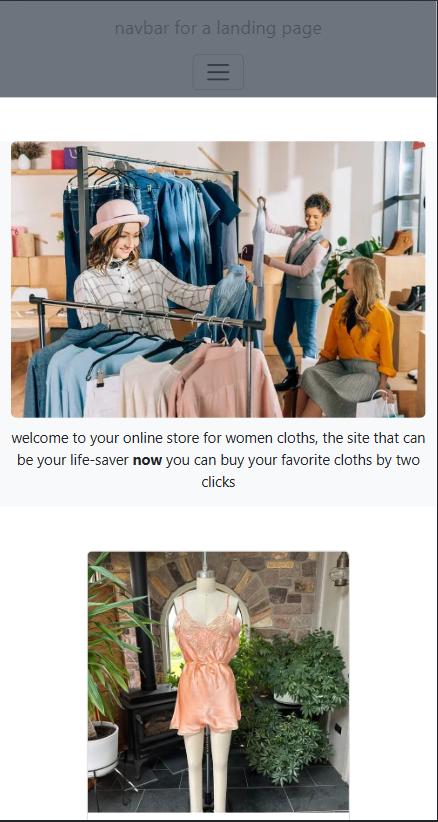 navbar for a landing page
welcome to your online store for women cloths, the site that can
be your life-saver now you can buy your favorite cloths by two
clicks